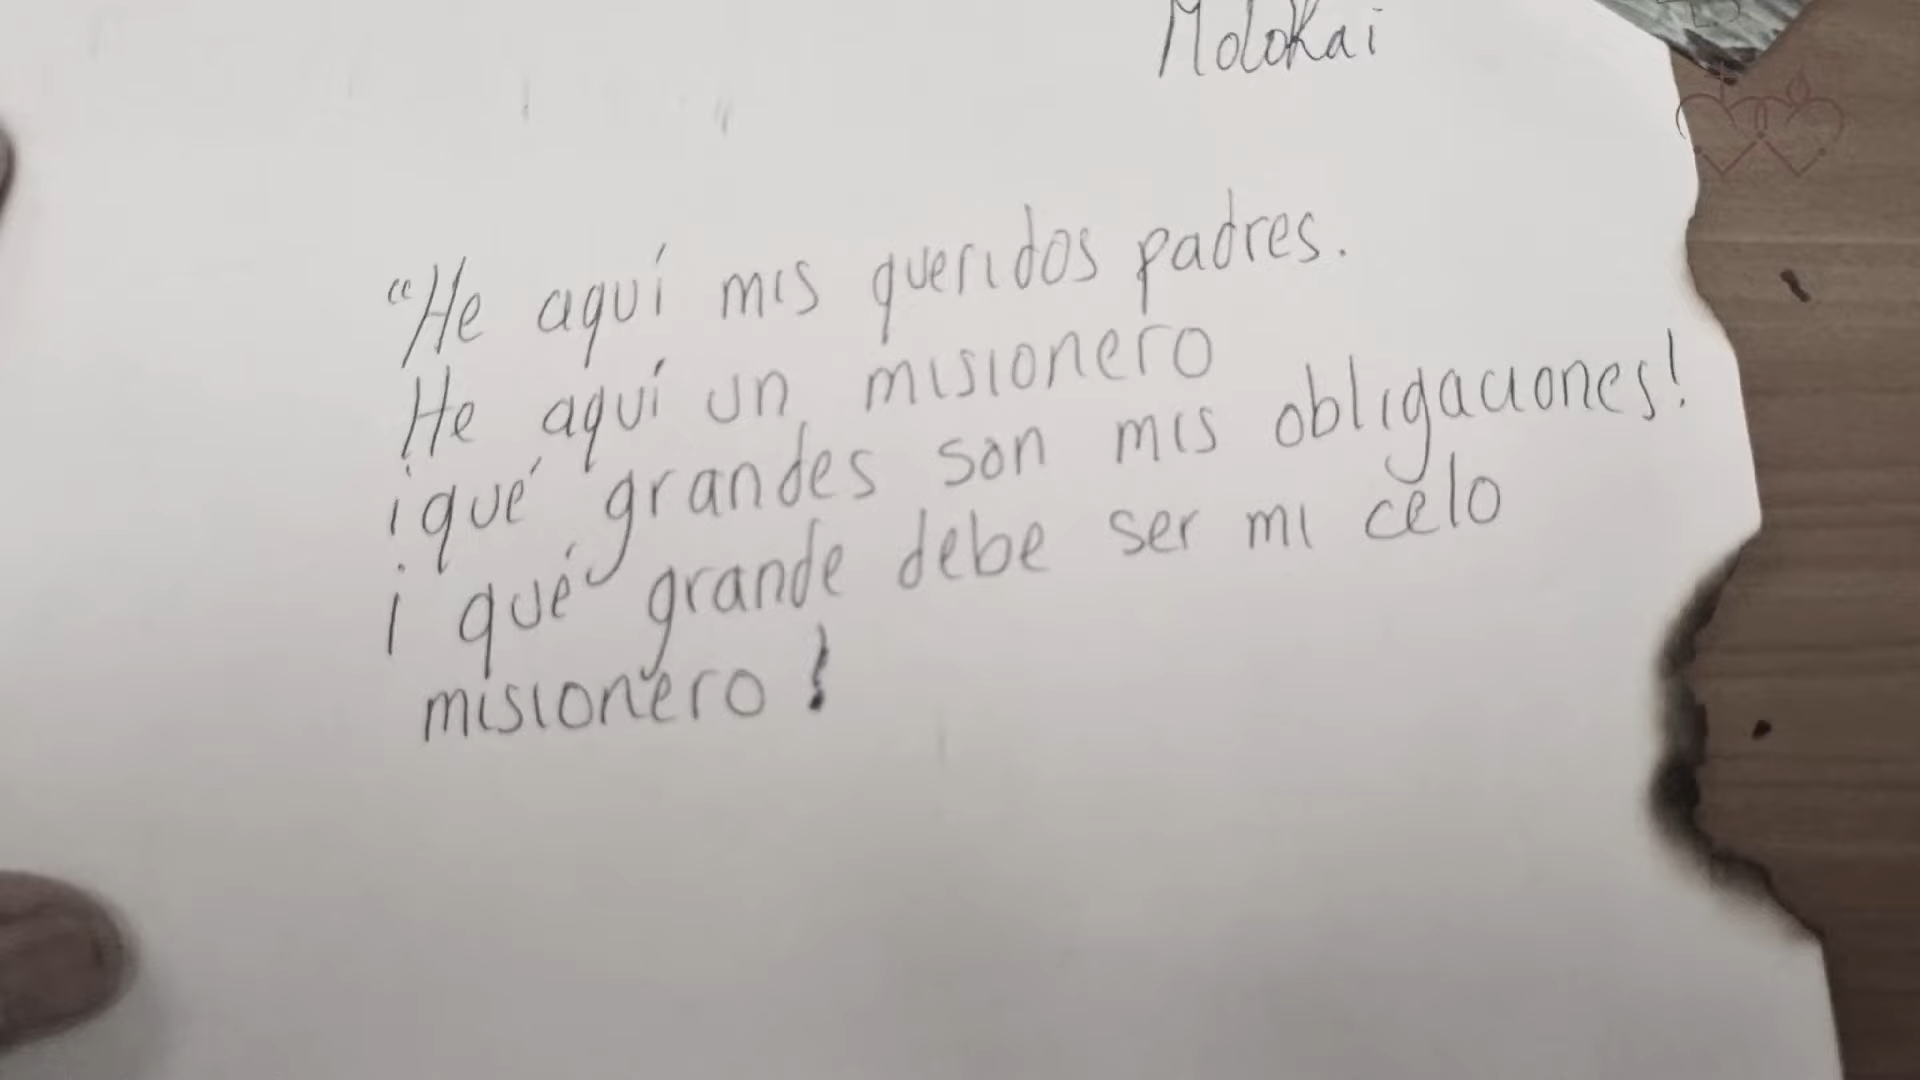 Molokai
"He aquí mis queridos padres.
He aquí un misionero
¡qué grandes son mis obligaciones!
¡qué grande debe ser mi celo
misionero!